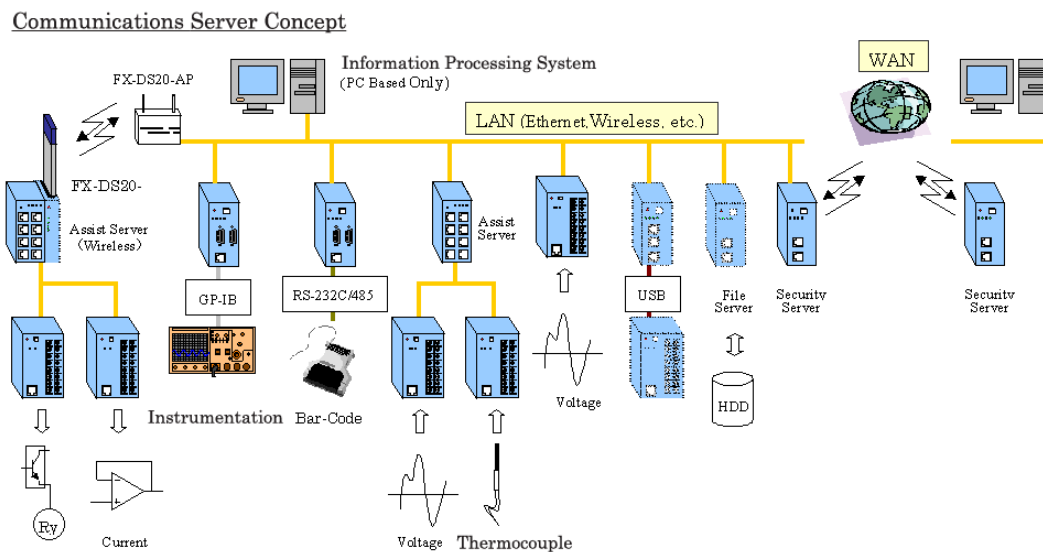 Communications Server Concept
FX-DS20-AP
Information Processing System
(PC Based Only)
WAN
LAN (Ethernet,Wireless, etc.)
FX-DS20-
Assist Server
(Wireless)
Assist
Server
GP-IB
RS-232C/485
USB
File
Server
Security
Server
Security
Server
Instrumentation
Bar-Code
Voltage
HDD
Ry
Current
Voltage
Thermocouple